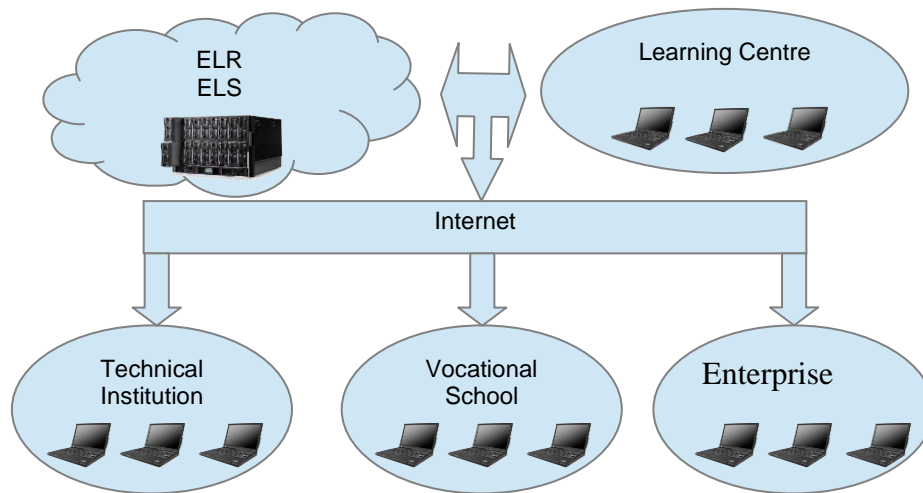 ELR
ELS
Learning Centre
Internet
Technical
Institution
Vocational
School
Enterprise